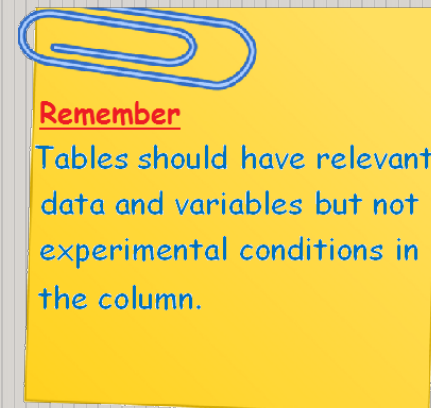 Remember
Tables should have relevant
data and variables but not
experimental conditions in
the column.